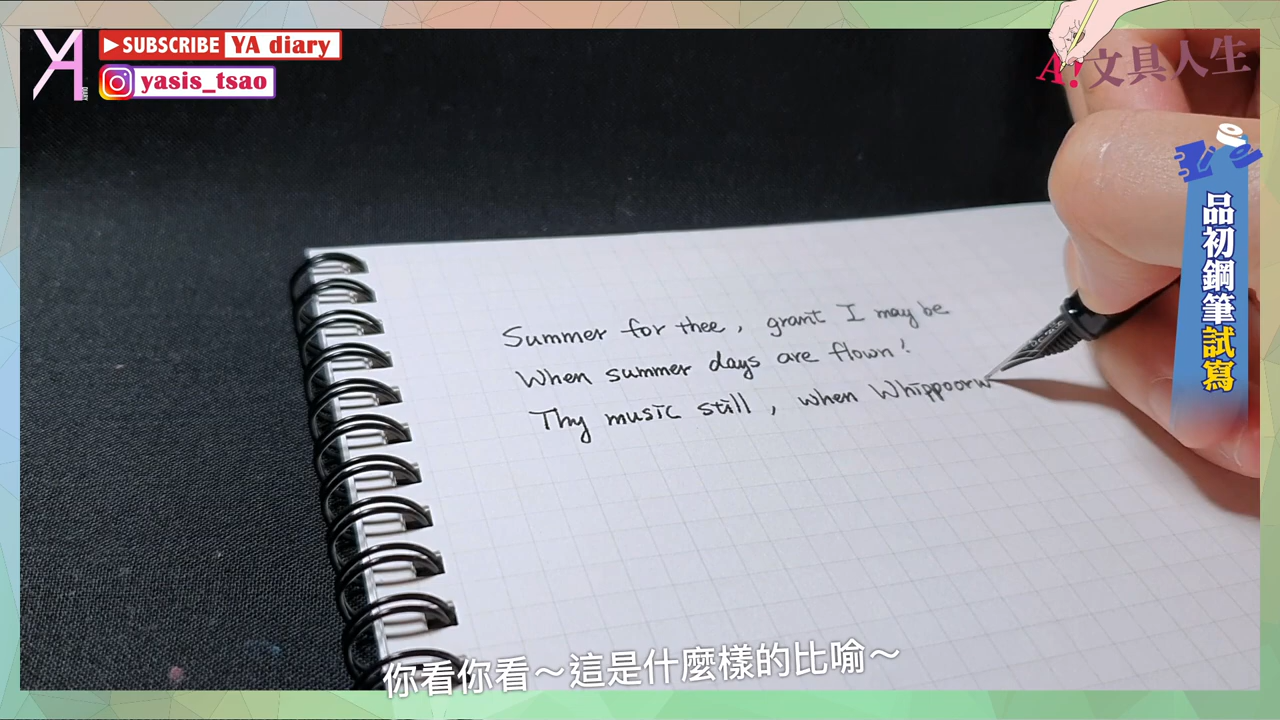 SUBSCRIBE YA diary
yasis_tsao
YA
DIARY
A!文具人生
品初鋼筆試寫
Summer for thee, grant I may be
When summer days are flown!
Thy music still, when Whippoorw
你看你看～這是什麼樣的比喻～